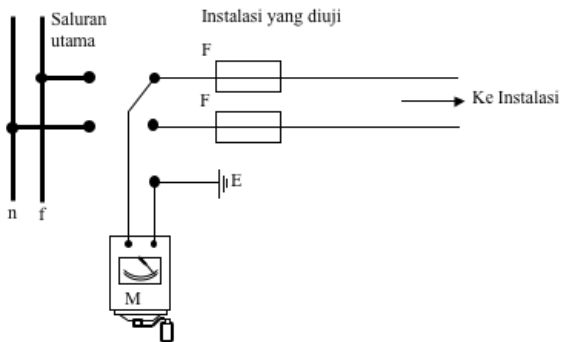 Saluran
utama
Instalasi yang diuji
F
F
Ke Instalasi
E
n f
M